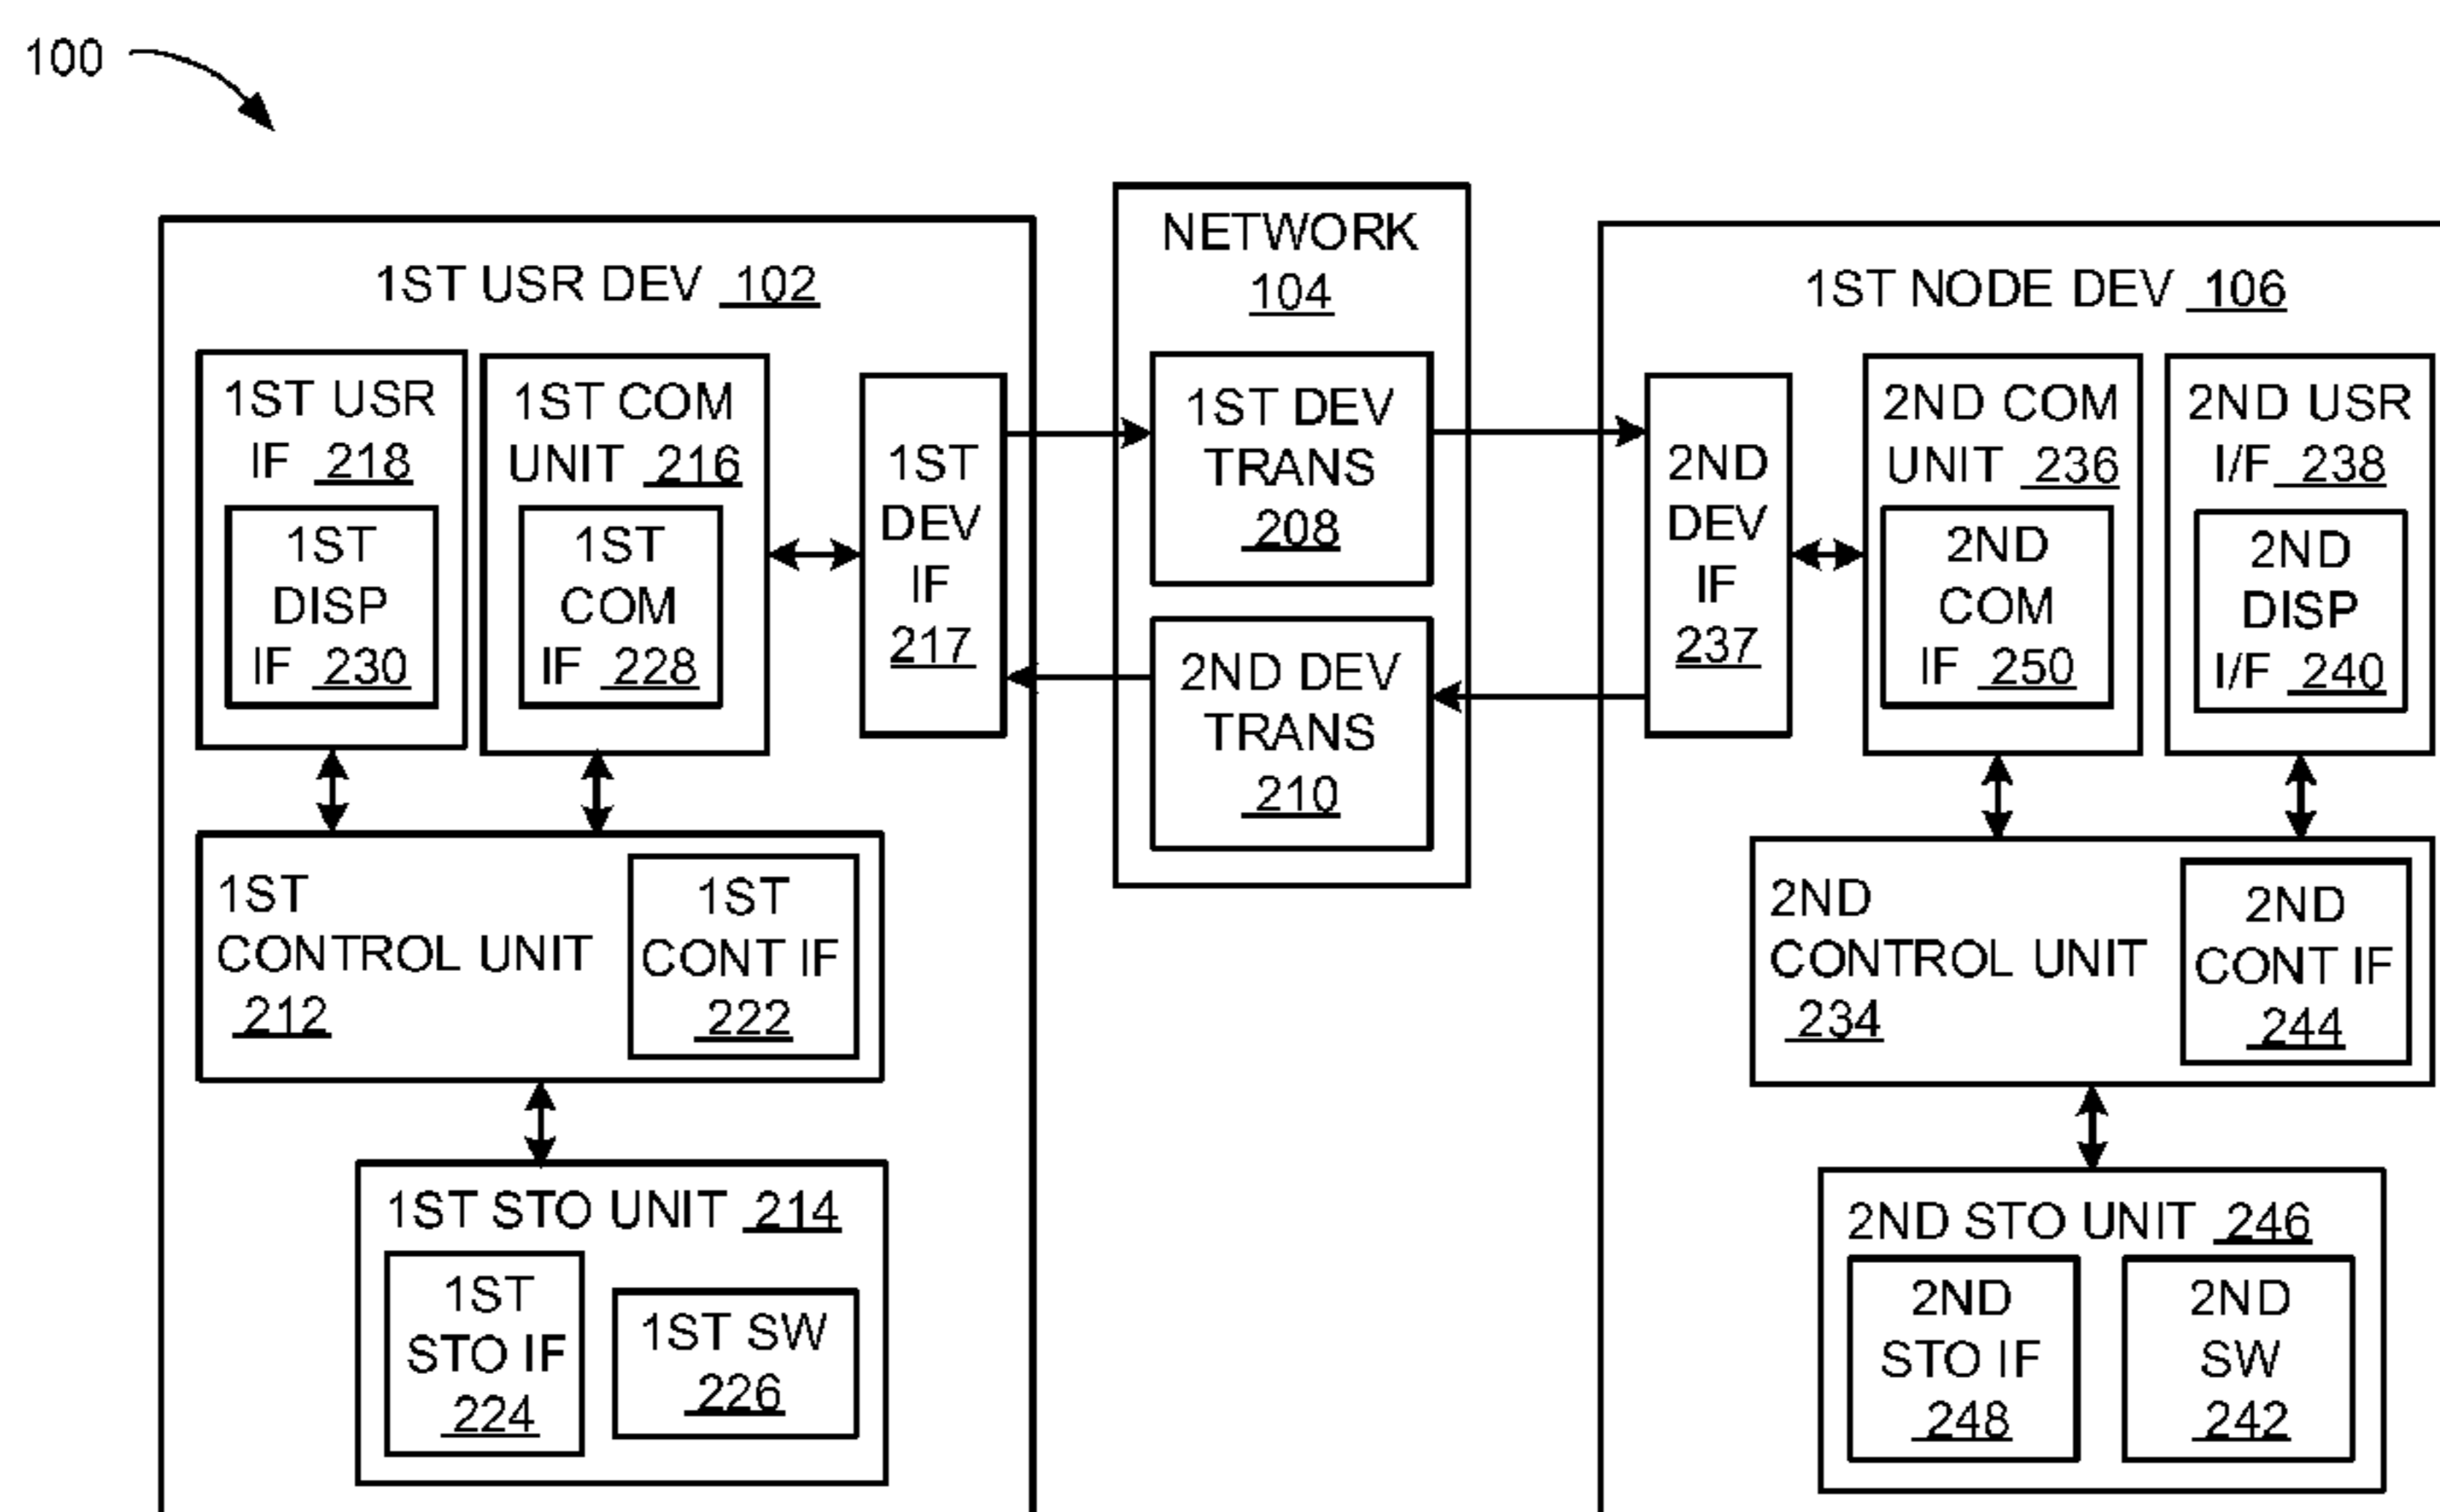 100
1ST USR DEV 102
1ST USR
IF 218
1ST
DISP
IF 230
1ST COM
UNIT 216
1ST
COM
IF 228
1ST
DEV
IF
217
1ST
CONTROL UNIT
212
1ST
CONT IF
222
1ST STO UNIT 214
1ST
STO IF
224
1ST SW
226
NETWORK
104
1ST DEV
TRANS
208
2ND DEV
TRANS
210
1ST NODE DEV 106
2ND
DEV
IF
237
2ND COM
UNIT 236
2ND
COM
IF 250
2ND USR
I/F 238
2ND
DISP
I/F 240
2ND
CONTROL UNIT
234
2ND
CONT IF
244
2ND STO UNIT 246
2ND
STO IF
248
2ND
SW
242